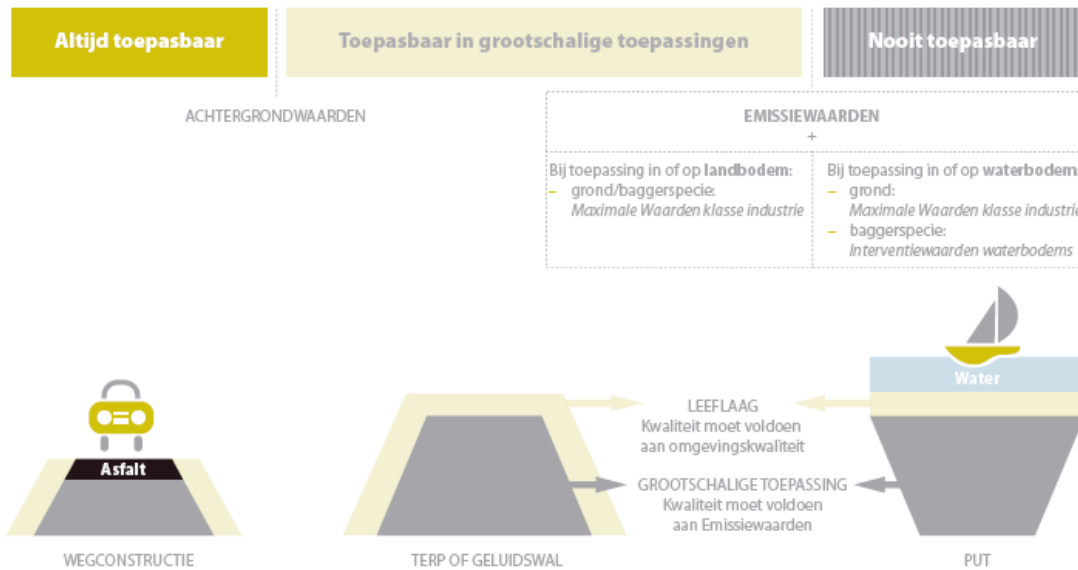 Altijd toepasbaar
Toepasbaar in grootschalige toepassingen
Nooit toepasbaar
ACHTERGRONDWAARDEN
EMISSIEWAARDEN
+
Bij toepassing in of op landbodem:
– grond/baggerspecie:
Maximale Waarden klasse industrie
Bij toepassing in of op waterbodem:
– grond:
Maximale Waarden klasse industrie
– baggerspecie:
Interventiewaarden waterbodems
Water
LEEFLAAG
Kwaliteit moet voldoen
aan omgevingskwaliteit
Asfalt
GROOTSCHALIGE TOEPASSING
Kwaliteit moet voldoen
aan Emissiewaarden
WEGCONSTRUCTIE
TERP OF GELUIDSWAL
PUT